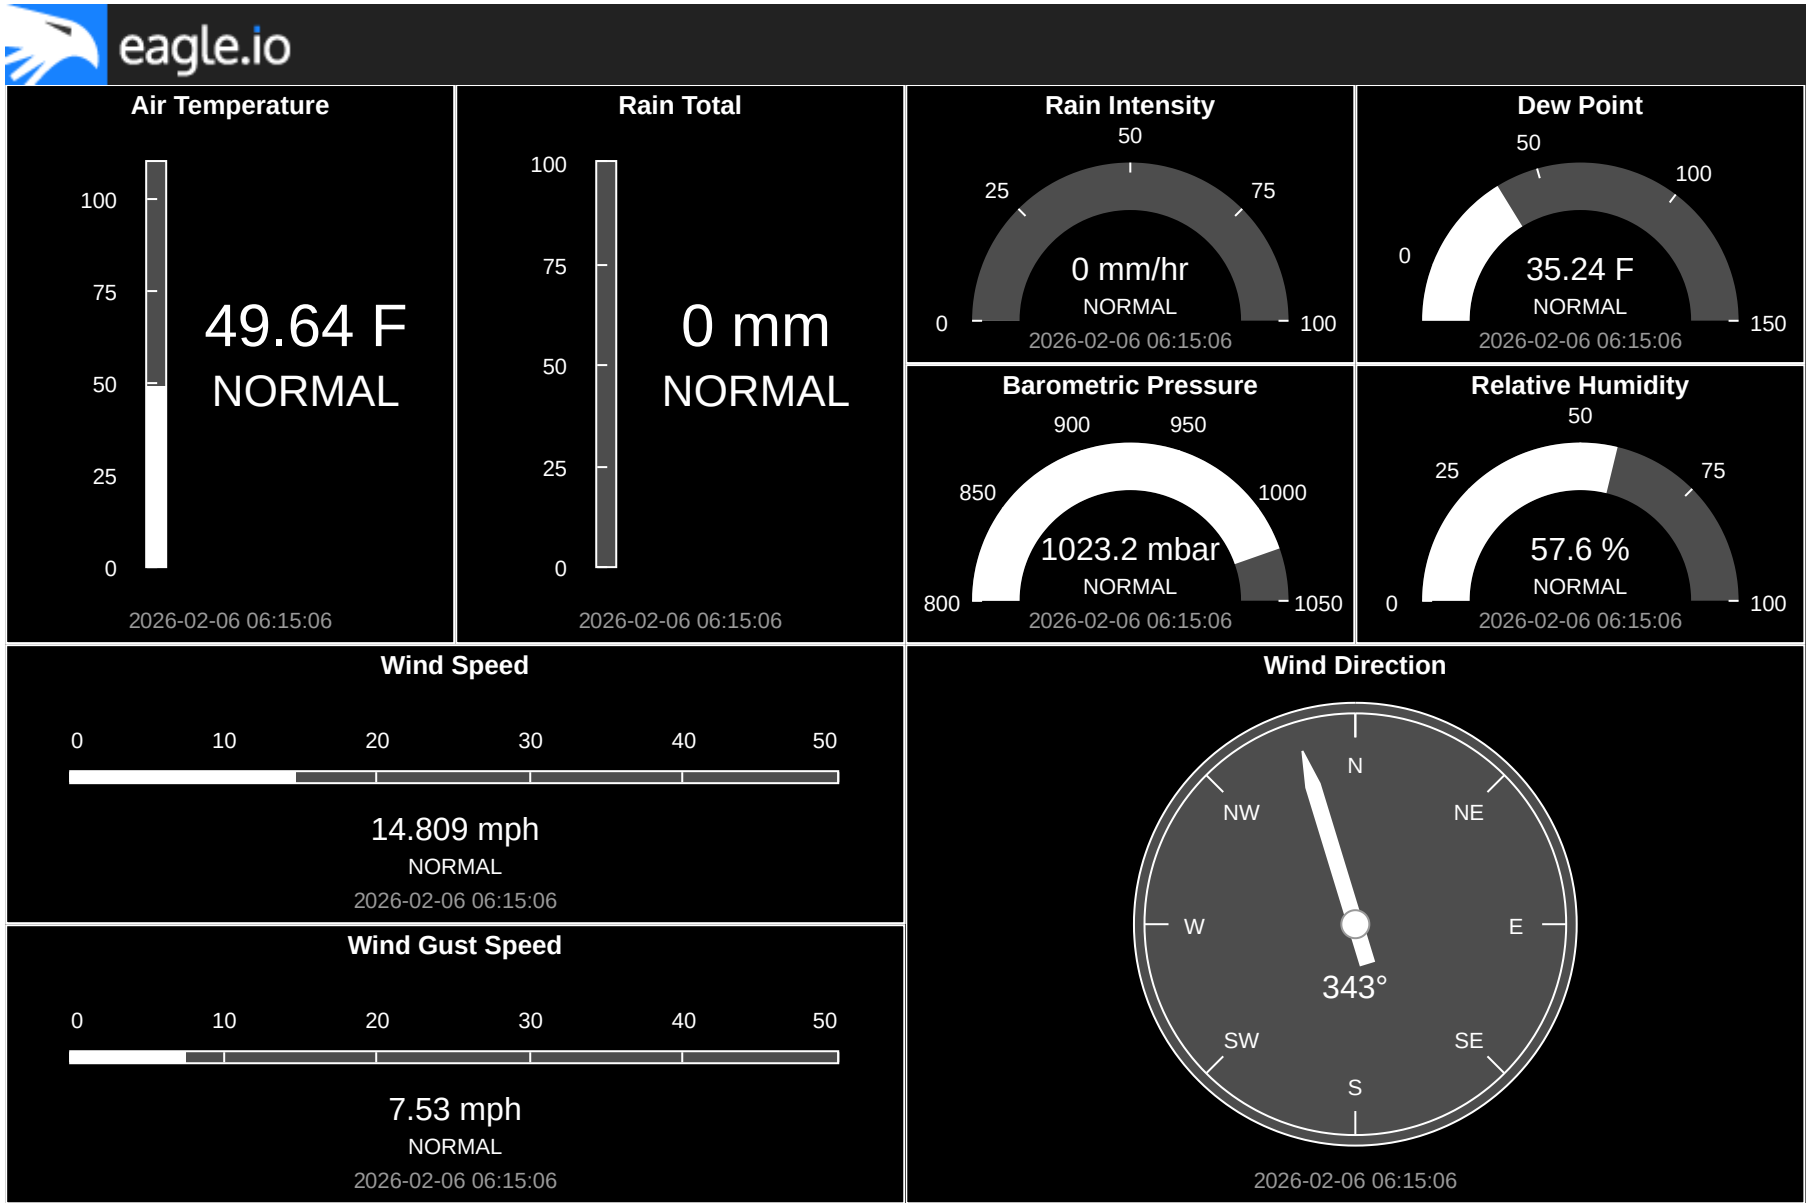 eagle.io
Air Temperature
100
75
50
25
0
49.64 F
NORMAL
2026-02-06 06:15:06
Rain Total
100
75
50
25
0
0 mm
NORMAL
2026-02-06 06:15:06
Rain Intensity
50
25 75
0 100
0 mm/hr
NORMAL
2026-02-06 06:15:06
Dew Point
50
100
0
150
35.24 F
NORMAL
2026-02-06 06:15:06
Barometric Pressure
900 950
850 1000
800 1050
1023.2 mbar
NORMAL
2026-02-06 06:15:06
Relative Humidity
50
25 75
0 100
57.6 %
NORMAL
2026-02-06 06:15:06
Wind Speed
0 10 20 30 40 50
14.809 mph
NORMAL
2026-02-06 06:15:06
Wind Gust Speed
0 10 20 30 40 50
7.53 mph
NORMAL
2026-02-06 06:15:06
Wind Direction
N
NW NE
W E
343°
SW SE
S
2026-02-06 06:15:06